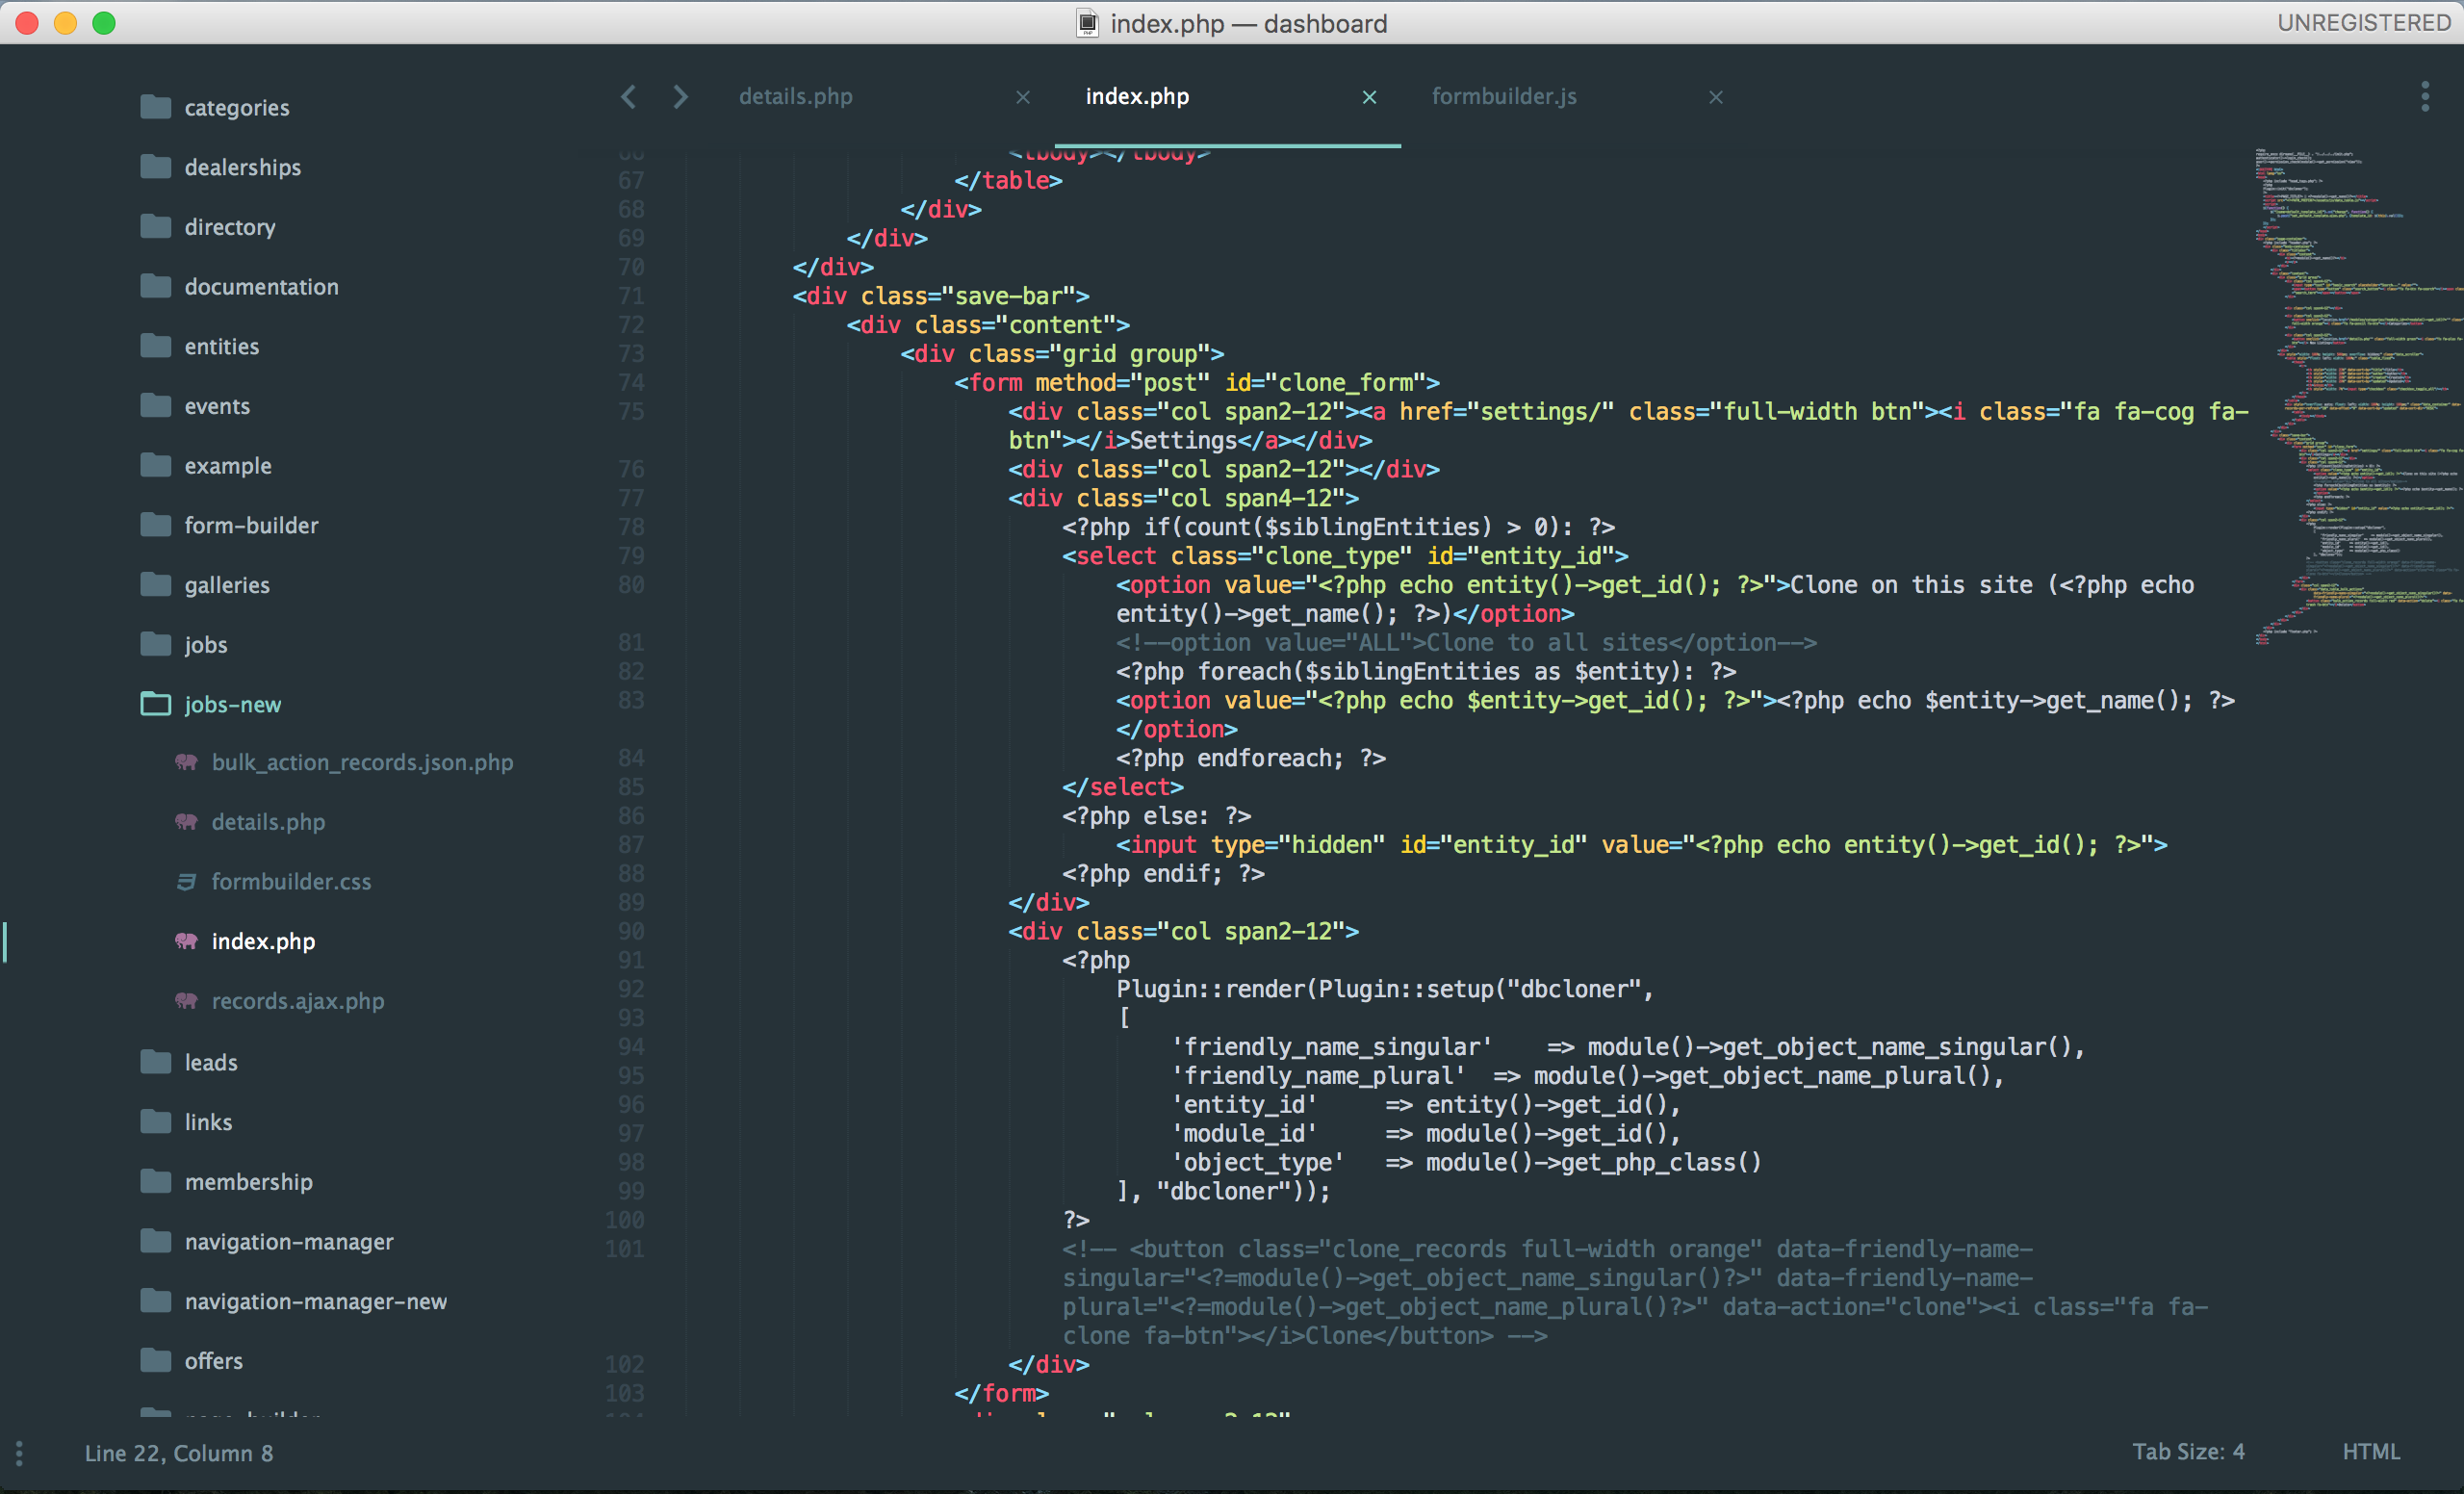 index.php — dashboard
UNREGISTERED
categories
dealerships
directory
documentation
entities
events
example
form-builder
galleries
jobs
jobs-new
bulk_action_records.json.php
details.php
formbuilder.css
index.php
records.ajax.php
leads
links
membership
navigation-manager
navigation-manager-new
offers
details.php
index.php
formbuilder.js
66 <tbody></tbody>
67 </table>
68 </div>
69 </div>
70 </div>
71 <div class="save-bar">
72 <div class="content">
73 <div class="grid group">
74 <form method="post" id="clone_form">
75 <div class="col span2-12"><a href="settings/" class="full-width btn"><i class="fa fa-cog fa-
btn"></i>Settings</a></div>
76 <div class="col span2-12"></div>
77 <div class="col span4-12">
78 <?php if(count($siblingEntities) > 0): ?>
79 <select class="clone_type" id="entity_id">
80 <option value="<?php echo entity()->get_id(); ?>">Clone on this site (<?php echo
entity()->get_name(); ?>)</option>
81 <!--option value="ALL">Clone to all sites</option-->
82 <?php foreach($siblingEntities as $entity): ?>
83 <option value="<?php echo $entity->get_id(); ?>"><?php echo $entity->get_name(); ?>
</option>
84 <?php endforeach; ?>
85 </select>
86 <?php else: ?>
87 <input type="hidden" id="entity_id" value="<?php echo entity()->get_id(); ?>">
88 <?php endif; ?>
89 </div>
90 <div class="col span2-12">
91 <?php
92 Plugin::render(Plugin::setup("dbcloner",
93 [
94 'friendly_name_singular' => module()->get_object_name_singular(),
95 'friendly_name_plural' => module()->get_object_name_plural(),
96 'entity_id' => entity()->get_id(),
97 'module_id' => module()->get_id(),
98 'object_type' => module()->get_php_class()
99 ], "dbcloner"));
100 ?>
101 <!-- <button class="clone_records full-width orange" data-friendly-name-
singular="<?=module()->get_object_name_singular()?>" data-friendly-name-
plural="<?=module()->get_object_name_plural()?>" data-action="clone"><i class="fa fa-
clone fa-btn"></i>Clone</button> -->
102 </div>
103 </form>
Line 22, Column 8
Tab Size: 4
HTML